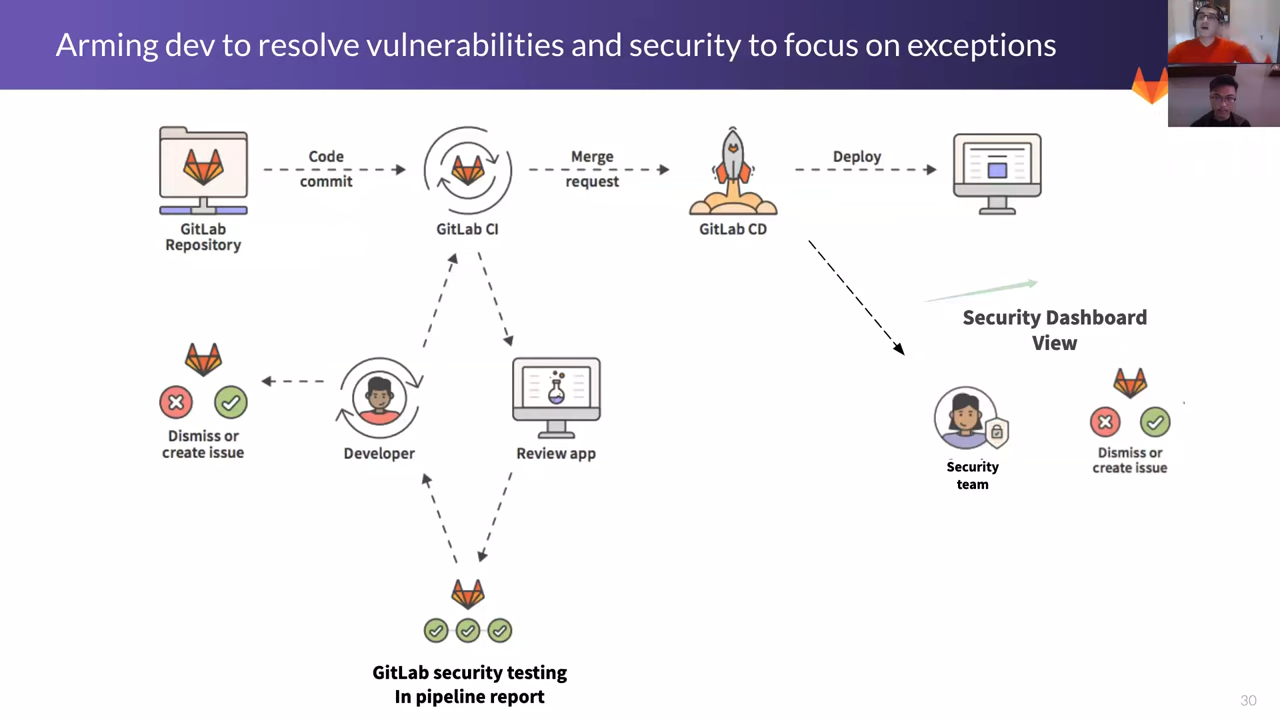 Arming dev to resolve vulnerabilities and security to focus on exceptions
Code
commit
Merge
request
Deploy
GitLab
Repository
GitLab CI
GitLab CD
Security Dashboard
View
Dismiss or
create issue
Developer
Review app
Security
team
Dismiss or
create issue
GitLab security testing
In pipeline report
30